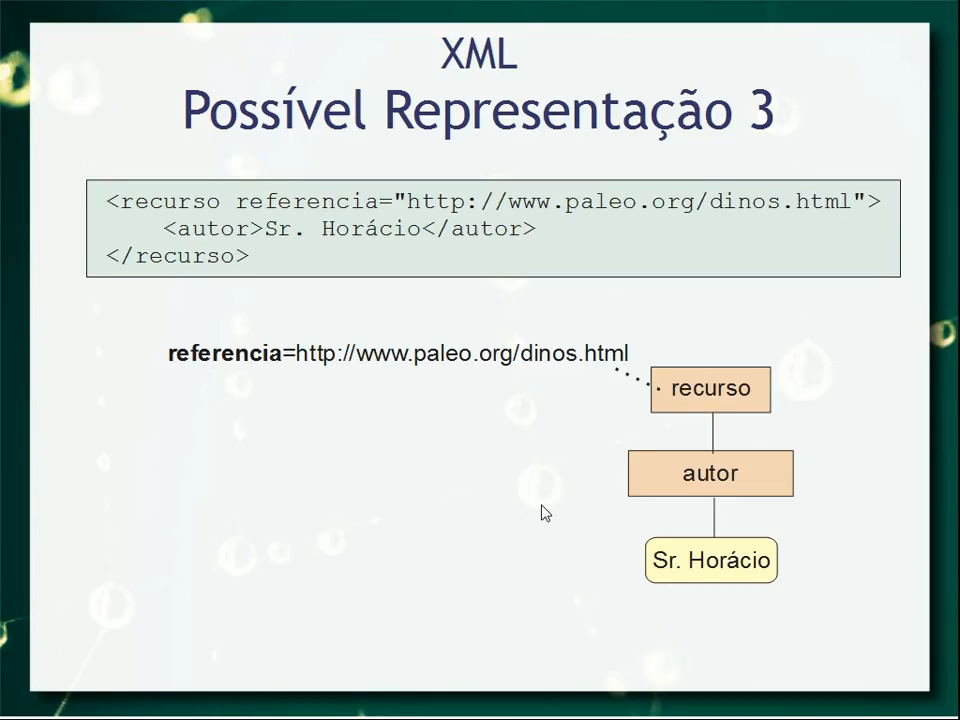 XML
Possível Representação 3
<recurso referencia="http://www.paleo.org/dinos.html">
<autor>Sr. Horácio</autor>
</recurso>
referencia=http://www.paleo.org/dinos.html
recurso
autor
Sr. Horácio